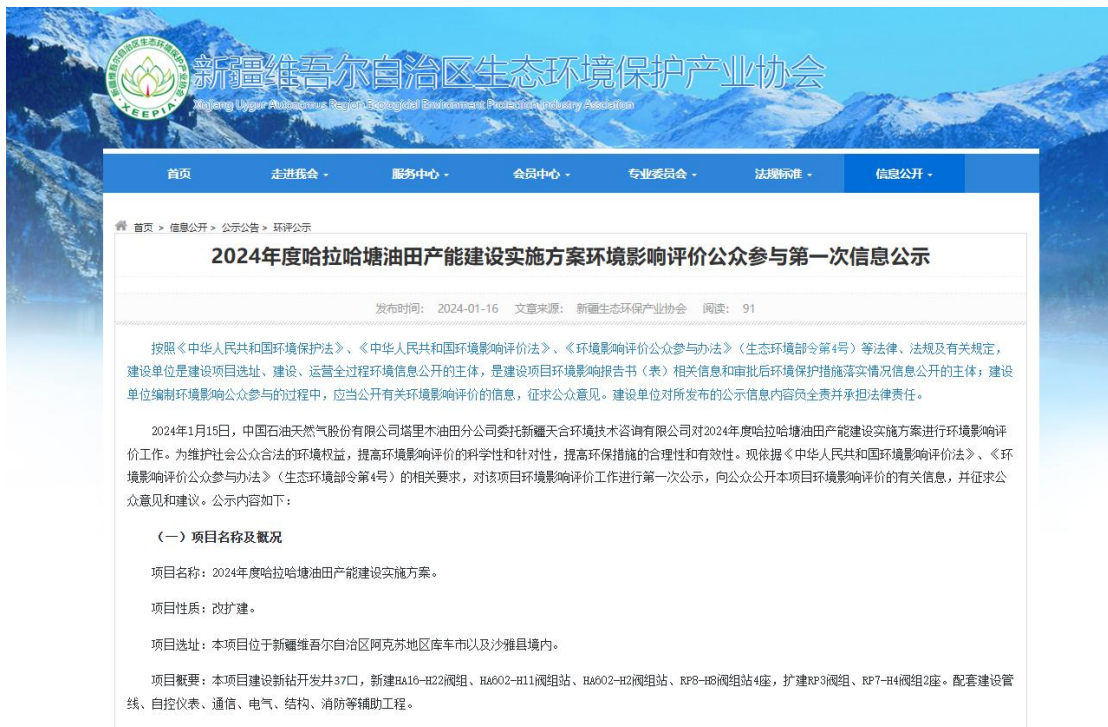 新疆维吾尔自治区生态环境保护产业协会
XEEPIA
首页 走进我会 服务中心 会员中心 专业委员会 法规标准 信息公开
首页 > 信息公开 > 公示公告 > 环评公示
2024年度哈拉哈塘油田产能建设实施方案环境影响评价公众参与第一次信息公示
发布时间: 2024-01-16 文章来源: 新疆生态环保产业协会 阅读: 91
按照《中华人民共和国环境保护法》、《中华人民共和国环境影响评价法》、《环境影响评价公众参与办法》(生态环境部令第4号)等法律、法规及有关规定,
建设单位是建设项目选址、建设、运营全过程环境信息公开的主体,是建设项目环境影响报告书(表)相关信息和审批后环境保护措施落实情况信息公开的主体;建设
单位编制环境影响公众参与的过程中,应当公开有关环境影响评价的信息,征求公众意见。建设单位对所发布的公示信息内容负全责并承担法律责任。
2024年1月15日,中国石油天然气股份有限公司塔里木油田分公司委托新疆天合环境技术咨询有限公司对2024年度哈拉哈塘油田产能建设实施方案进行环境影响评
价工作。为维护社会公众合法的环境权益,提高环境影响评价的科学性和针对性,提高环保措施的合理性和有效性。现依据《中华人民共和国环境影响评价法》、《环
境影响评价公众参与办法》(生态环境部令第4号)的相关要求,对该项目环境影响评价工作进行第一次公示,向公众公开本项目环境影响评价的有关信息,并征求公
众意见和建议。公示内容如下:
(一)项目名称及概况
项目名称:2024年度哈拉哈塘油田产能建设实施方案。
项目性质:改扩建。
项目选址:本项目位于新疆维吾尔自治区阿克苏地区库车市以及沙雅县境内。
项目概要:本项目建设新钻开发井37口,新建HA16-H22阀组、HA602-H11阀组站、HA602-H2阀组站、RP8-H8阀组站4座,扩建RP3阀组、RP7-H4阀组2座。配套建设管
线、自控仪表、通信、电气、结构、消防等辅助工程。